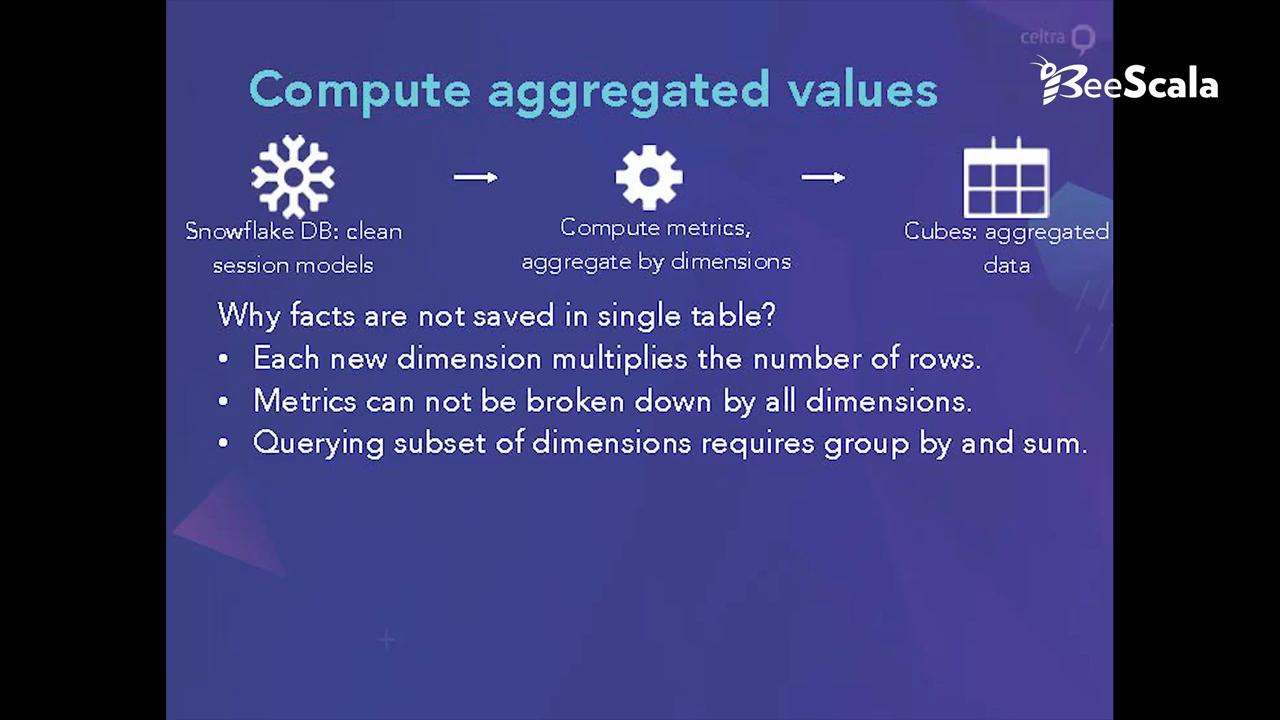 celtra
BeeScala
Compute aggregated values
Snowflake DB: clean
session models
Compute metrics,
aggregate by dimensions
Cubes: aggregated
data
Why facts are not saved in single table?
• Each new dimension multiplies the number of rows.
• Metrics can not be broken down by all dimensions.
• Querying subset of dimensions requires group by and sum.